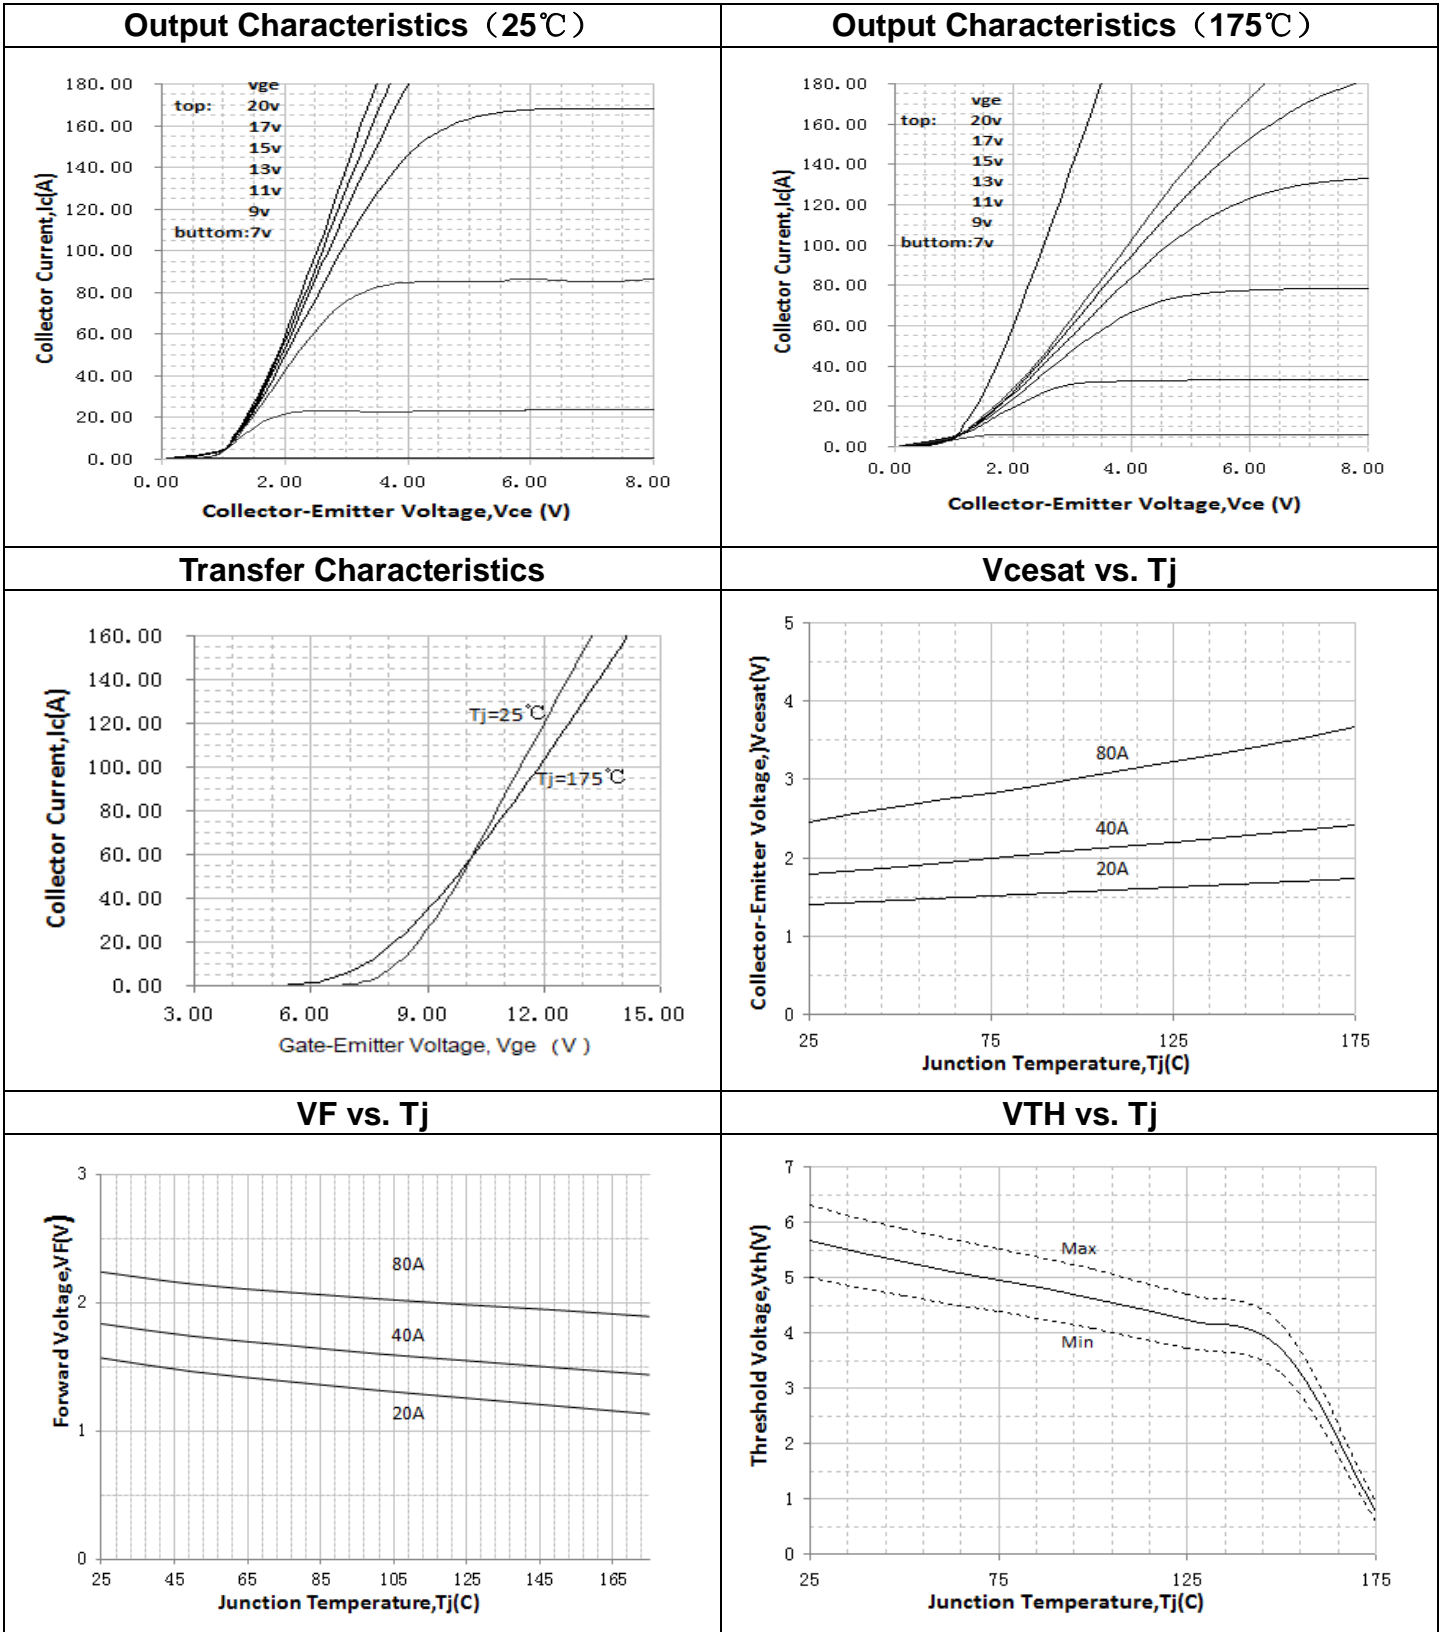 Output Characteristics（25℃）
180.00
160.00
140.00
120.00
100.00
80.00
60.00
40.00
20.00
0.00
Collector Current,Ic(A)
vge
top: 20v
17v
15v
13v
11v
9v
buttom:7v
0.00 2.00 4.00 6.00 8.00
Collector-Emitter Voltage,Vce (V)
Output Characteristics（175℃）
180.00
160.00
140.00
120.00
100.00
80.00
60.00
40.00
20.00
0.00
Collector Current,Ic(A)
vge
top: 20v
17v
15v
13v
11v
9v
buttom:7v
0.00 2.00 4.00 6.00 8.00
Collector-Emitter Voltage,Vce (V)
Transfer Characteristics
160.00
140.00
120.00
100.00
80.00
60.00
40.00
20.00
0.00
Collector Current,Ic(A)
Tj=25℃
Tj=175℃
3.00 6.00 9.00 12.00 15.00
Gate-Emitter Voltage, Vge （V）
Vcesat vs. Tj
5
4
3
2
1
0
Collector-Emitter Voltage,)Vcesat(V)
80A
40A
20A
25 75 125 175
Junction Temperature,Tj(C)
VF vs. Tj
3
2
1
0
Forward Voltage,VF(V)
80A
40A
20A
25 45 65 85 105 125 145 165
Junction Temperature,Tj(C)
VTH vs. Tj
7
6
5
4
3
2
1
0
Threshold Voltage,Vth(V)
Max
Min
25 75 125 175
Junction Temperature,Tj(C)